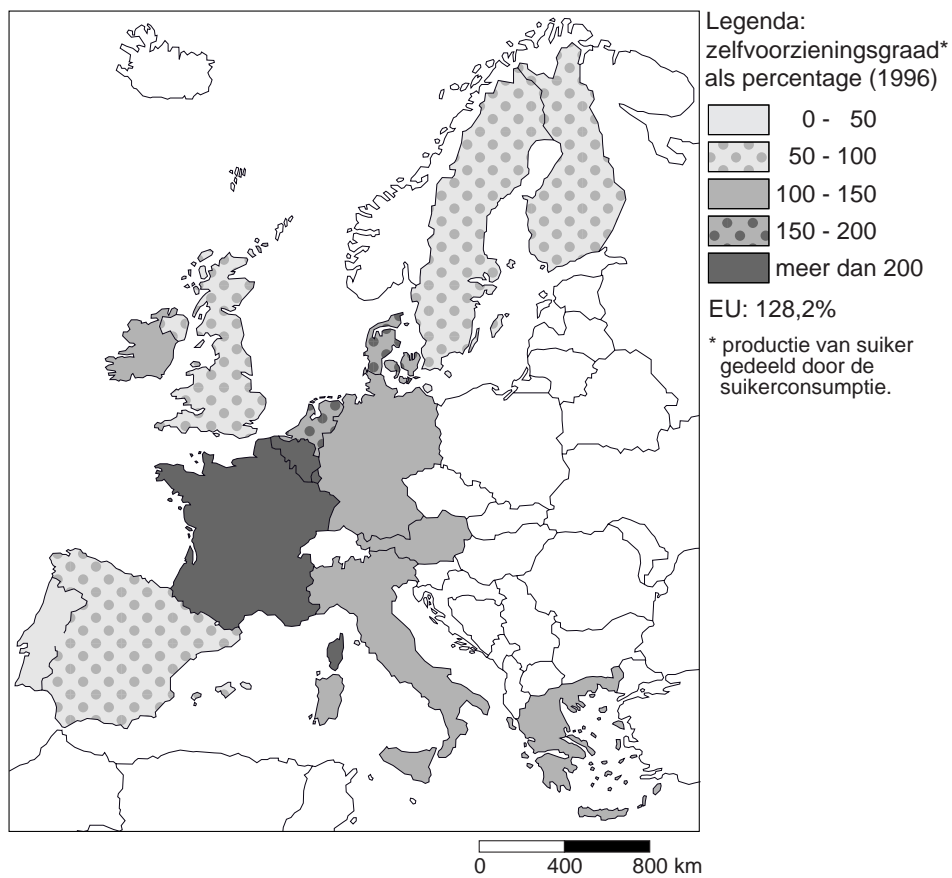 Legenda:
zelfvoorzieningsgraad*
als percentage (1996)
0 - 50
50 - 100
100 - 150
150 - 200
meer dan 200
EU: 128,2%
* productie van suiker
gedeeld door de
suikerconsumptie.
0 400 800 km